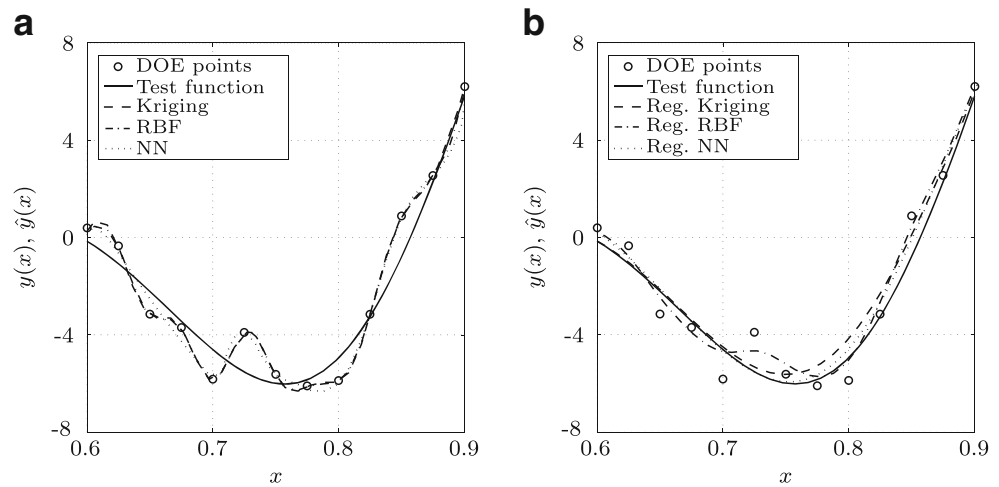 a
8
4
0
-4
-8
0.6
0.7
0.8
0.9
x
y(x), ŷ(x)
DOE points
Test function
Kriging
RBF
NN
b
8
4
0
-4
-8
0.6
0.7
0.8
0.9
x
y(x), ŷ(x)
DOE points
Test function
Reg. Kriging
Reg. RBF
Reg. NN